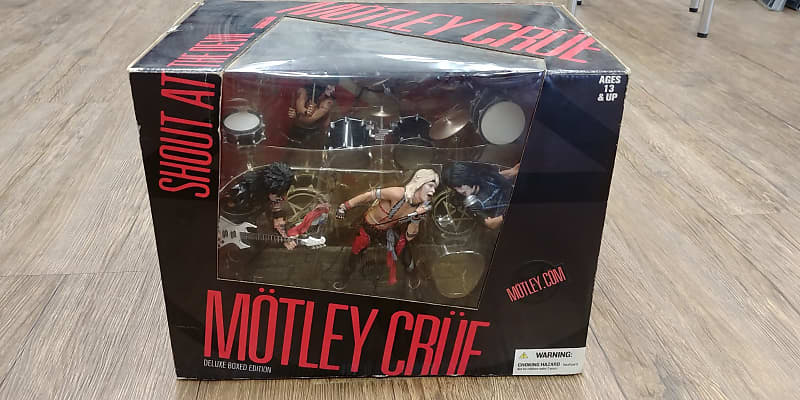 MÖTLEY CRÜE
SHOUT AT
THE DEVIL
AGES
13
& UP
MOTLEY.COM
MÖTLEY CRÜE
DELUXE BOXED EDITION
WARNING:
CHOKING HAZARD